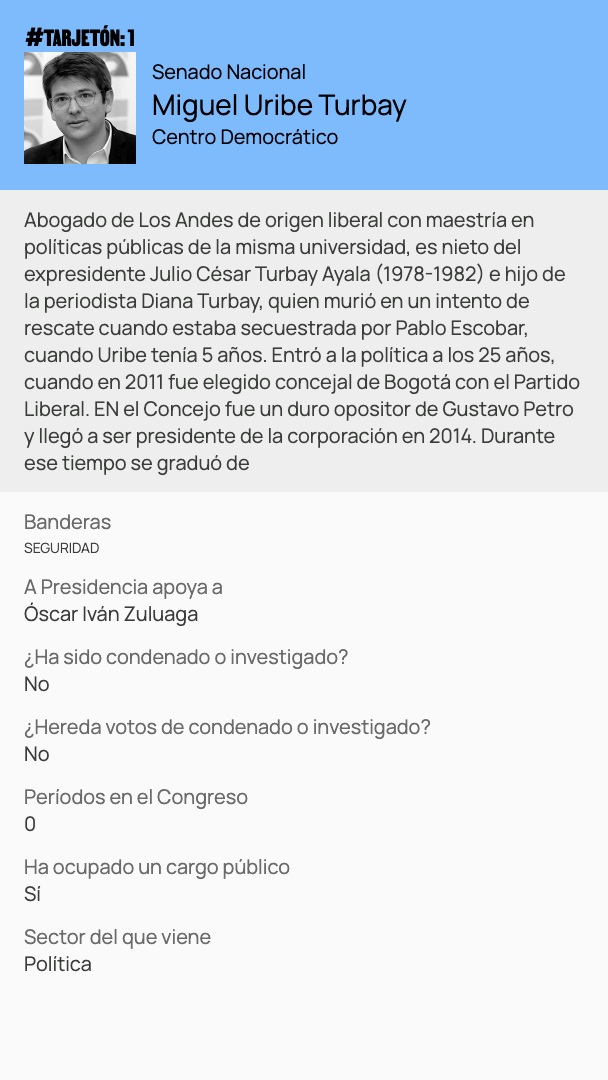 #TARJETÓN: 1
Senado Nacional
Miguel Uribe Turbay
Centro Democrático
Abogado de Los Andes de origen liberal con maestría en
políticas públicas de la misma universidad, es nieto del
expresidente Julio César Turbay Ayala (1978-1982) e hijo de
la periodista Diana Turbay, quien murió en un intento de
rescate cuando estaba secuestrada por Pablo Escobar,
cuando Uribe tenía 5 años. Entró a la política a los 25 años,
cuando en 2011 fue elegido concejal de Bogotá con el Partido
Liberal. EN el Concejo fue un duro opositor de Gustavo Petro
y llegó a ser presidente de la corporación en 2014. Durante
ese tiempo se graduó de
Banderas
SEGURIDAD
A Presidencia apoya a
Óscar Iván Zuluaga
¿Ha sido condenado o investigado?
No
¿Hereda votos de condenado o investigado?
No
Períodos en el Congreso
0
Ha ocupado un cargo público
Sí
Sector del que viene
Política